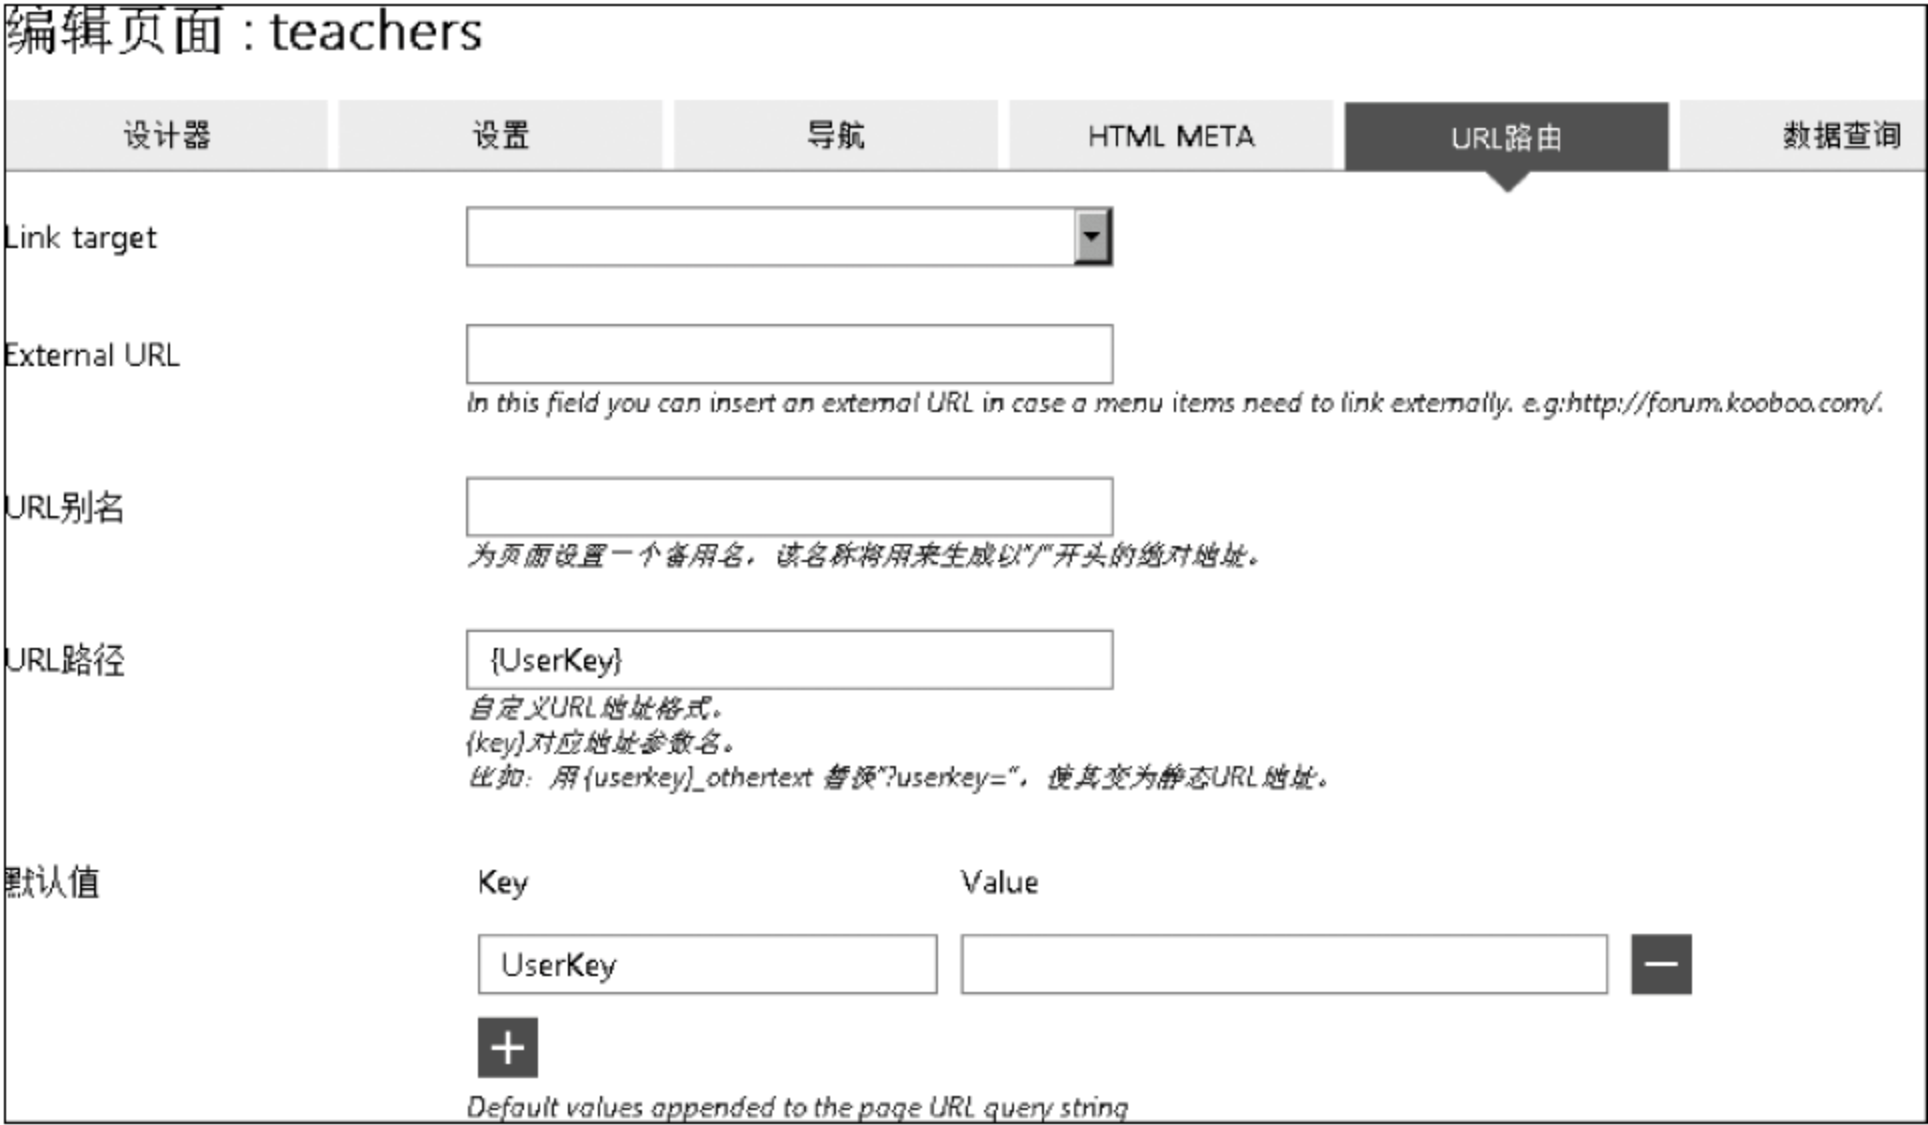 编辑页面 : teachers
设计器 设置 导航 HTML META URL路由 数据查询
Link target
External URL
In this field you can insert an external URL in case a menu items need to link externally. e.g:http://forum.kooboo.com/.
URL别名
为页面设置一个备用名，该名称将用来生成以"/"开头的绝对地址。
URL路径 {UserKey}
自定义URL地址格式。
{key}对应地址参数名。
比如：用 {userkey}_othertext 替换"?userkey="，使其变为静态URL地址。
默认值 Key Value
UserKey
Default values appended to the page URL query string